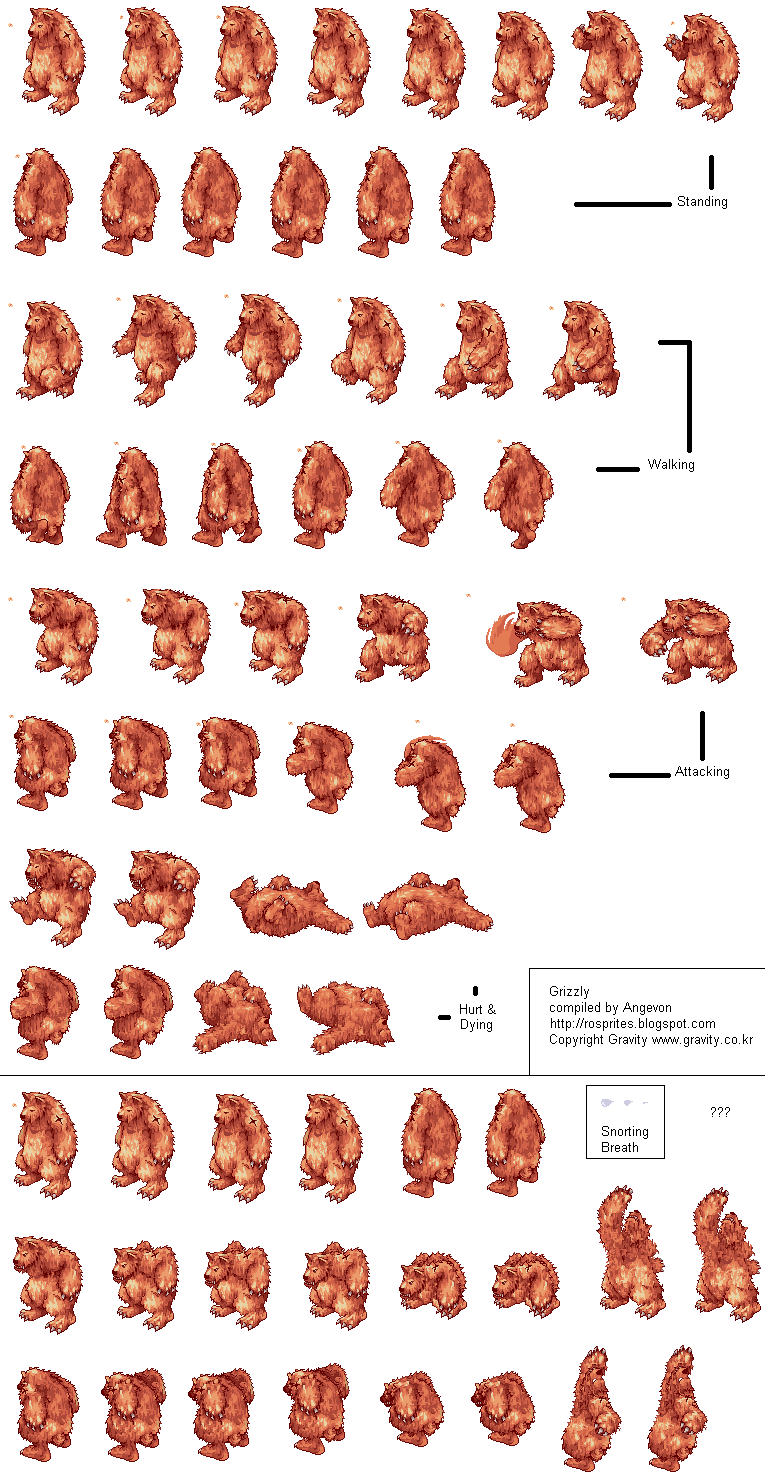 Standing
Walking
Attacking
Hurt &
Dying
Grizzly
compiled by Angevon
http://rosprites.blogspot.com
Copyright Gravity www.gravity.co.kr
Snorting
Breath
???